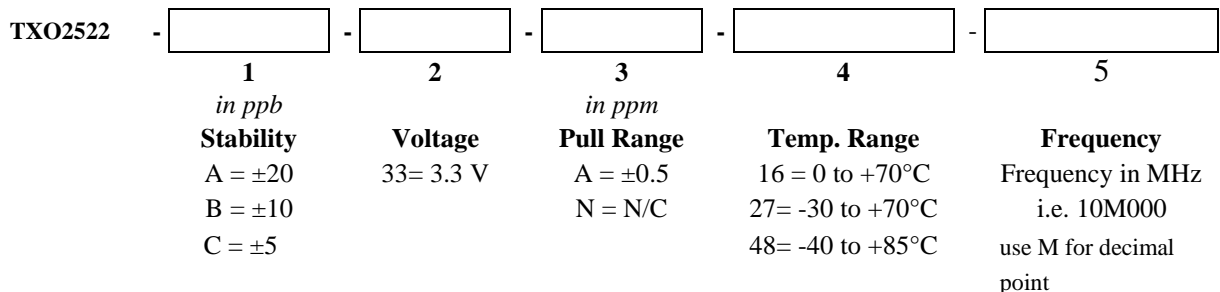 TXO2522 - - - - -
1 2 3 4 5
in ppb in ppm
Stability Voltage Pull Range Temp. Range Frequency
A = ±20 33= 3.3 V A = ±0.5 16 = 0 to +70°C Frequency in MHz
B = ±10 N = N/C 27= -30 to +70°C i.e. 10M000
C = ±5 48= -40 to +85°C use M for decimal
point